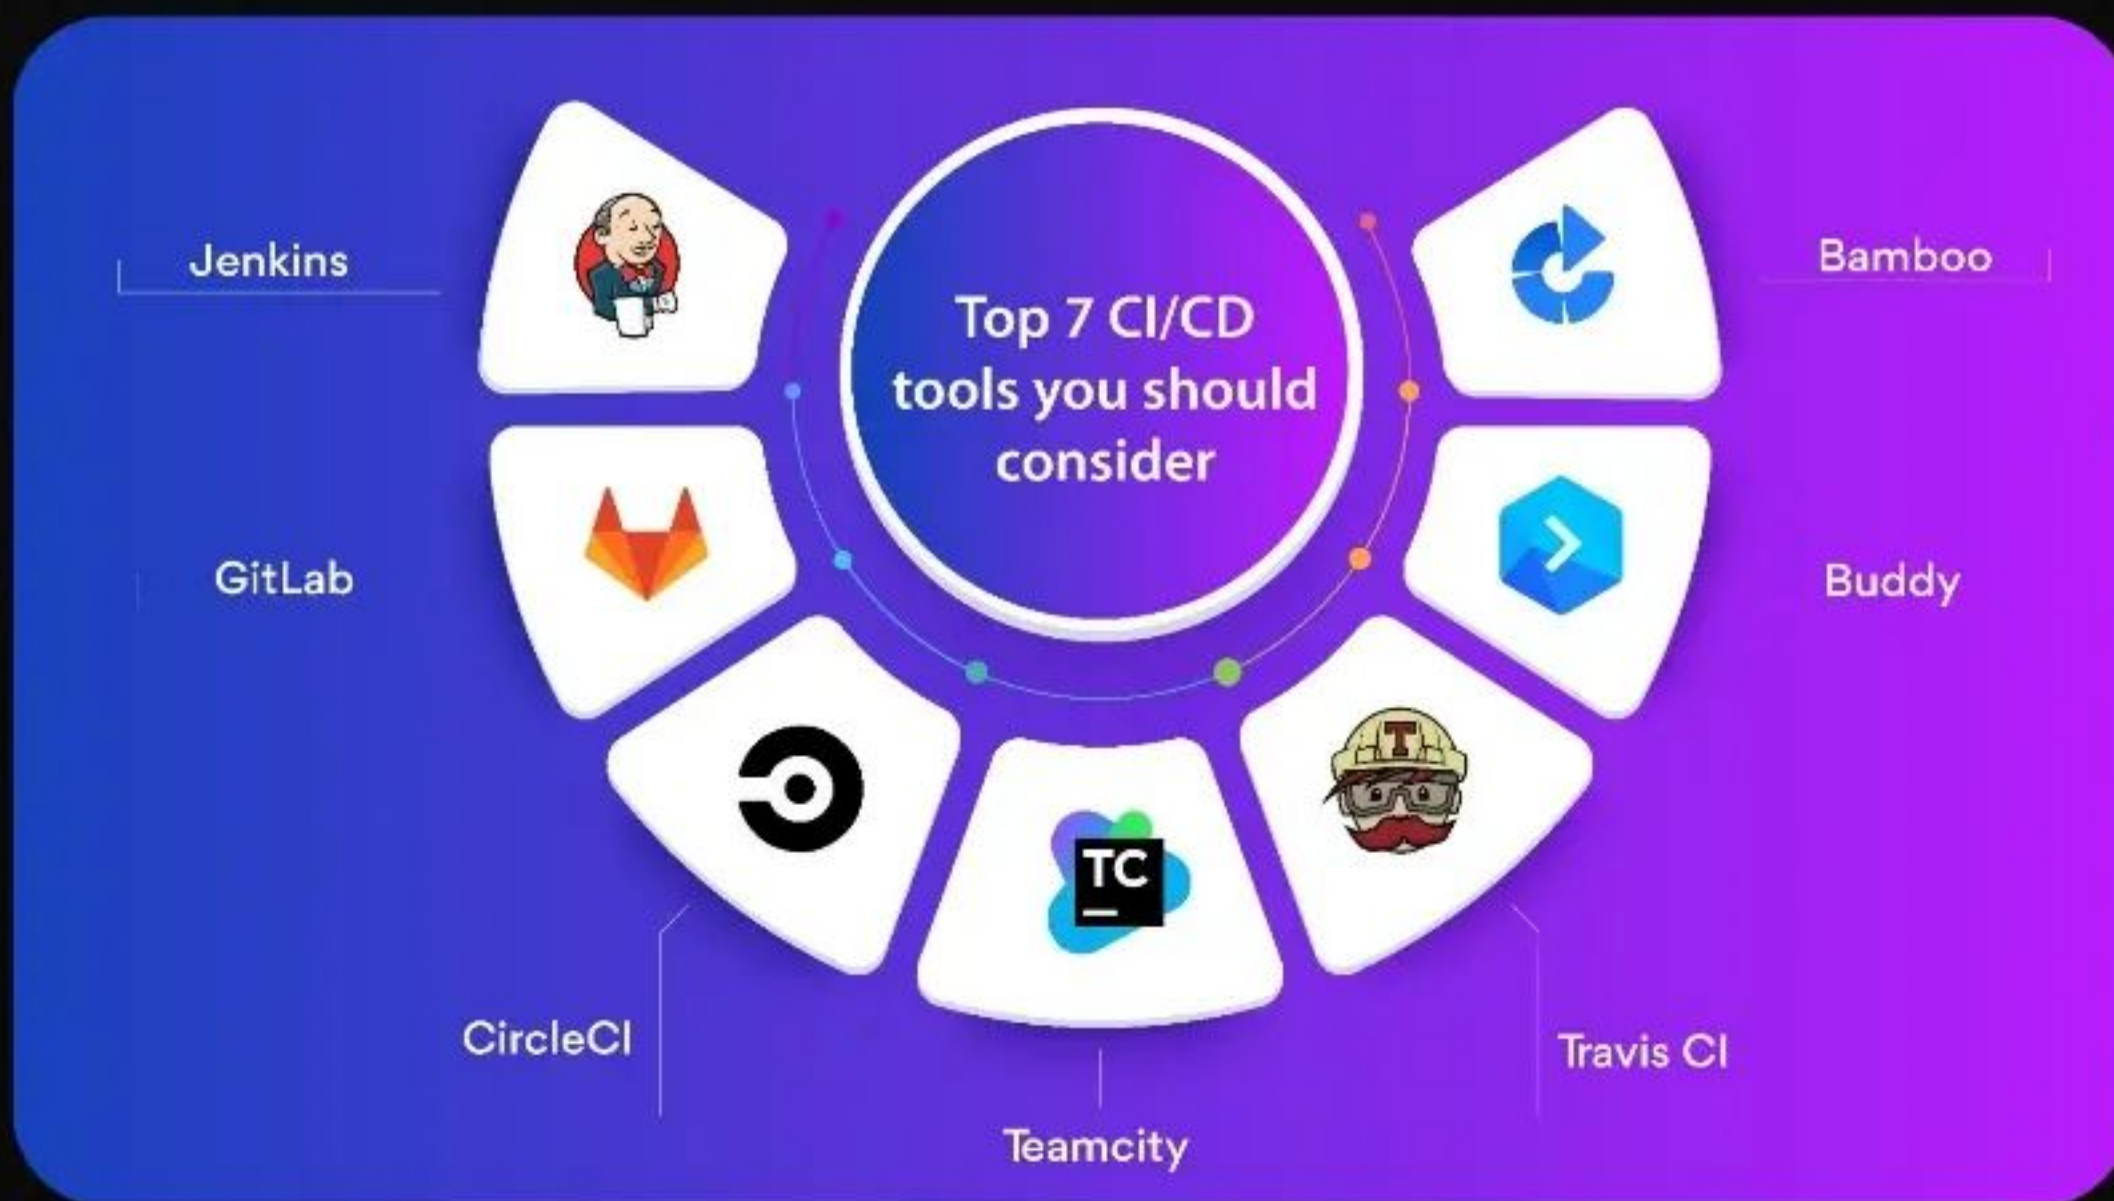 Top 7 CI/CD
tools you should
consider
Jenkins
GitLab
CircleCI
TC
Teamcity
T
Travis CI
Buddy
Bamboo